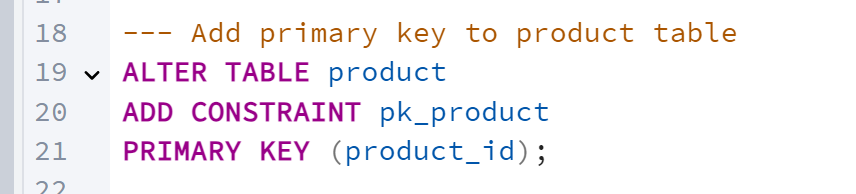 18 --- Add primary key to product table
19 ALTER TABLE product
20 ADD CONSTRAINT pk_product
21 PRIMARY KEY (product_id);
22